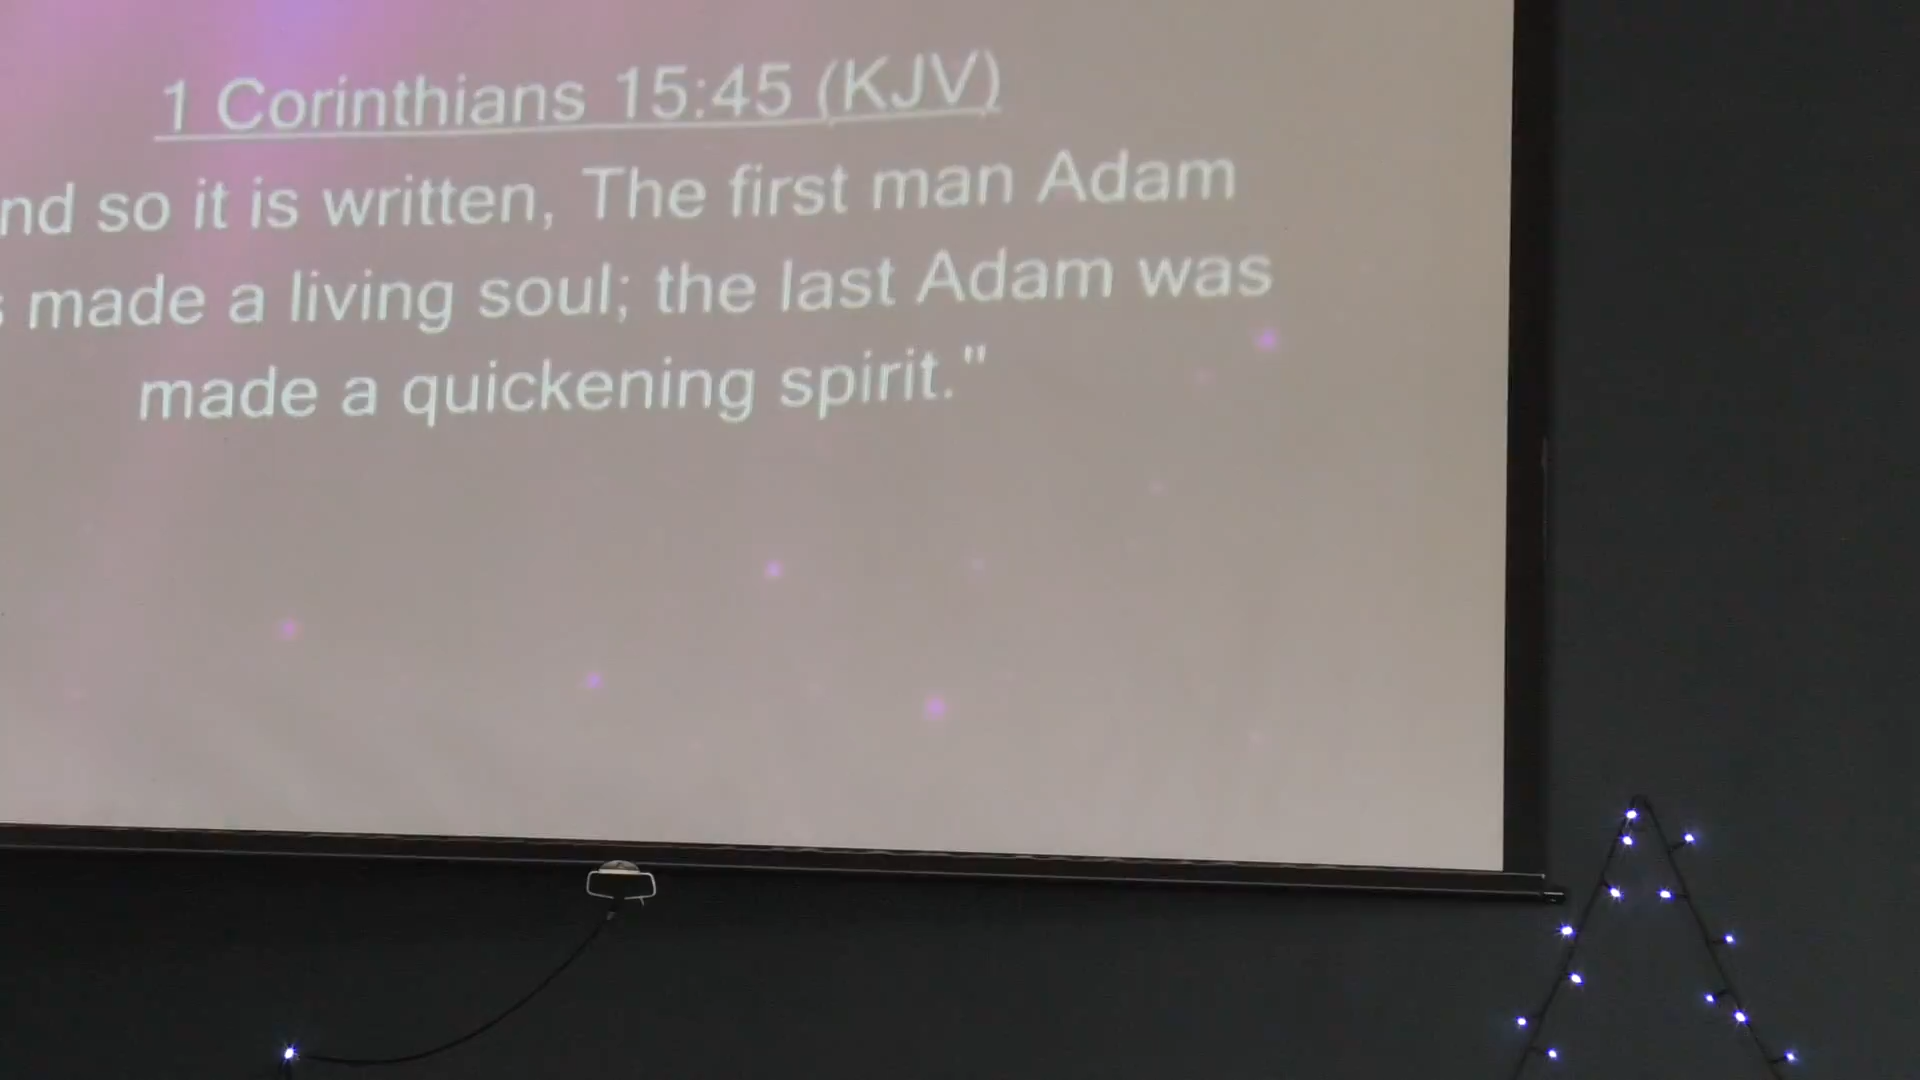 1 Corinthians 15:45 (KJV)
nd so it is written, The first man Adam
s made a living soul; the last Adam was
made a quickening spirit."